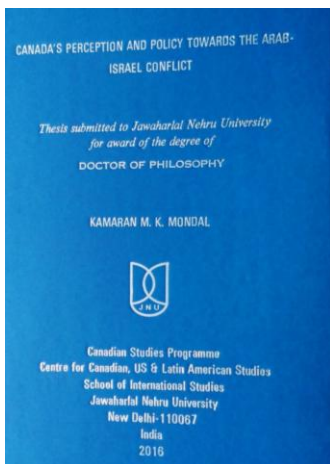 CANADA'S PERCEPTION AND POLICY TOWARDS THE ARAB-
ISRAEL CONFLICT
Thesis submitted to Jawaharlal Nehru University
for award of the degree of
DOCTOR OF PHILOSOPHY
KAMARAN M. K. MONDAL
JNU
Canadian Studies Programme
Centre for Canadian, US & Latin American Studies
School of International Studies
Jawaharlal Nehru University
New Delhi-110067
India
2016